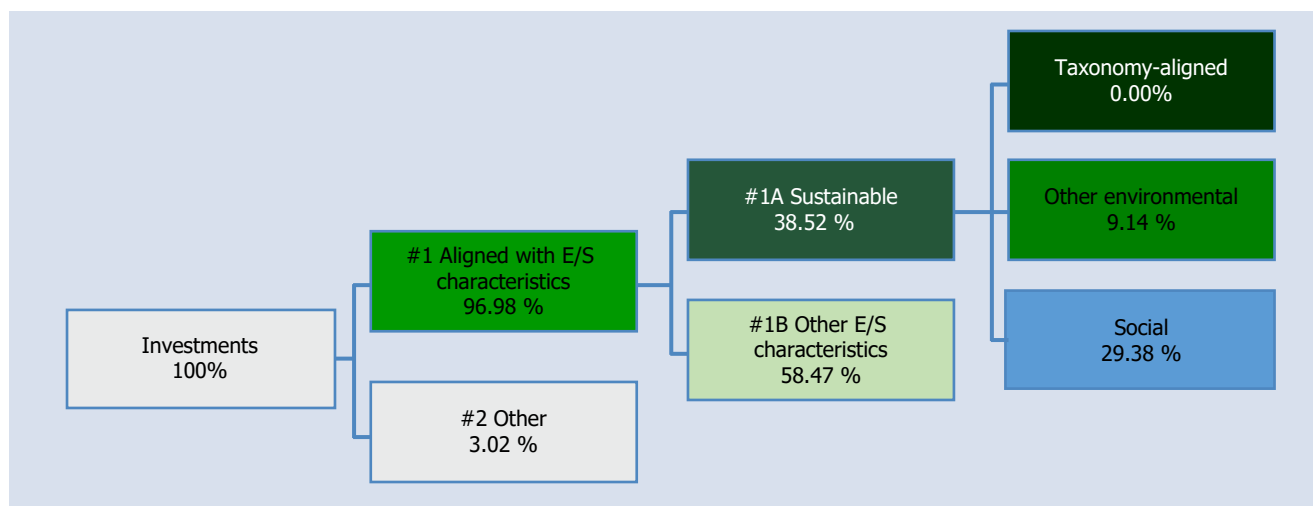 Investments
100%
#1 Aligned with E/S
characteristics
96.98 %
#2 Other
3.02 %
#1A Sustainable
38.52 %
#1B Other E/S
characteristics
58.47 %
Taxonomy-aligned
0.00%
Other environmental
9.14 %
Social
29.38 %